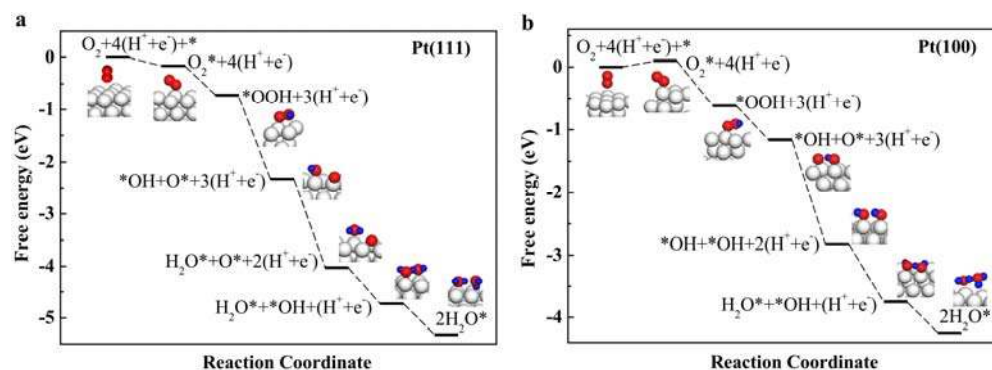 a
Pt(111)
Free energy (eV)
0
-1
-2
-3
-4
-5
O₂+4(H⁺+e⁻)+*
O₂*+4(H⁺+e⁻)
*OOH+3(H⁺+e⁻)
*OH+O*+3(H⁺+e⁻)
H₂O*+O*+2(H⁺+e⁻)
H₂O*+*OH+(H⁺+e⁻)
2H₂O*
Reaction Coordinate
b
Pt(100)
Free energy (eV)
0
-1
-2
-3
-4
O₂+4(H⁺+e⁻)+*
O₂*+4(H⁺+e⁻)
*OOH+3(H⁺+e⁻)
*OH+O*+3(H⁺+e⁻)
*OH+*OH+2(H⁺+e⁻)
H₂O*+*OH+(H⁺+e⁻)
2H₂O*
Reaction Coordinate